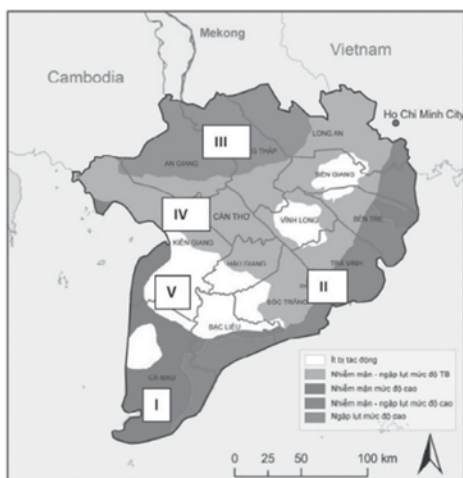 Mekong
Vietnam
Cambodia
Ho Chi Minh City
LONG AN
III
G THÁP
AN GIANG
TIỀN GIANG
IV
CẦN THƠ
VĨNH LONG
BẾN TRE
KIÊN GIANG
TRÀ VINH
HẬU GIANG
V
II
SÓC TRĂNG
BẠC LIÊU
CÀ MAU
I
Ít bị tác động
Nhiễm mặn - ngập lụt mức độ TB
Nhiễm mặn mức độ cao
Nhiễm mặn - ngập lụt mức độ cao
Ngập lụt mức độ cao
0 25 50 100 km